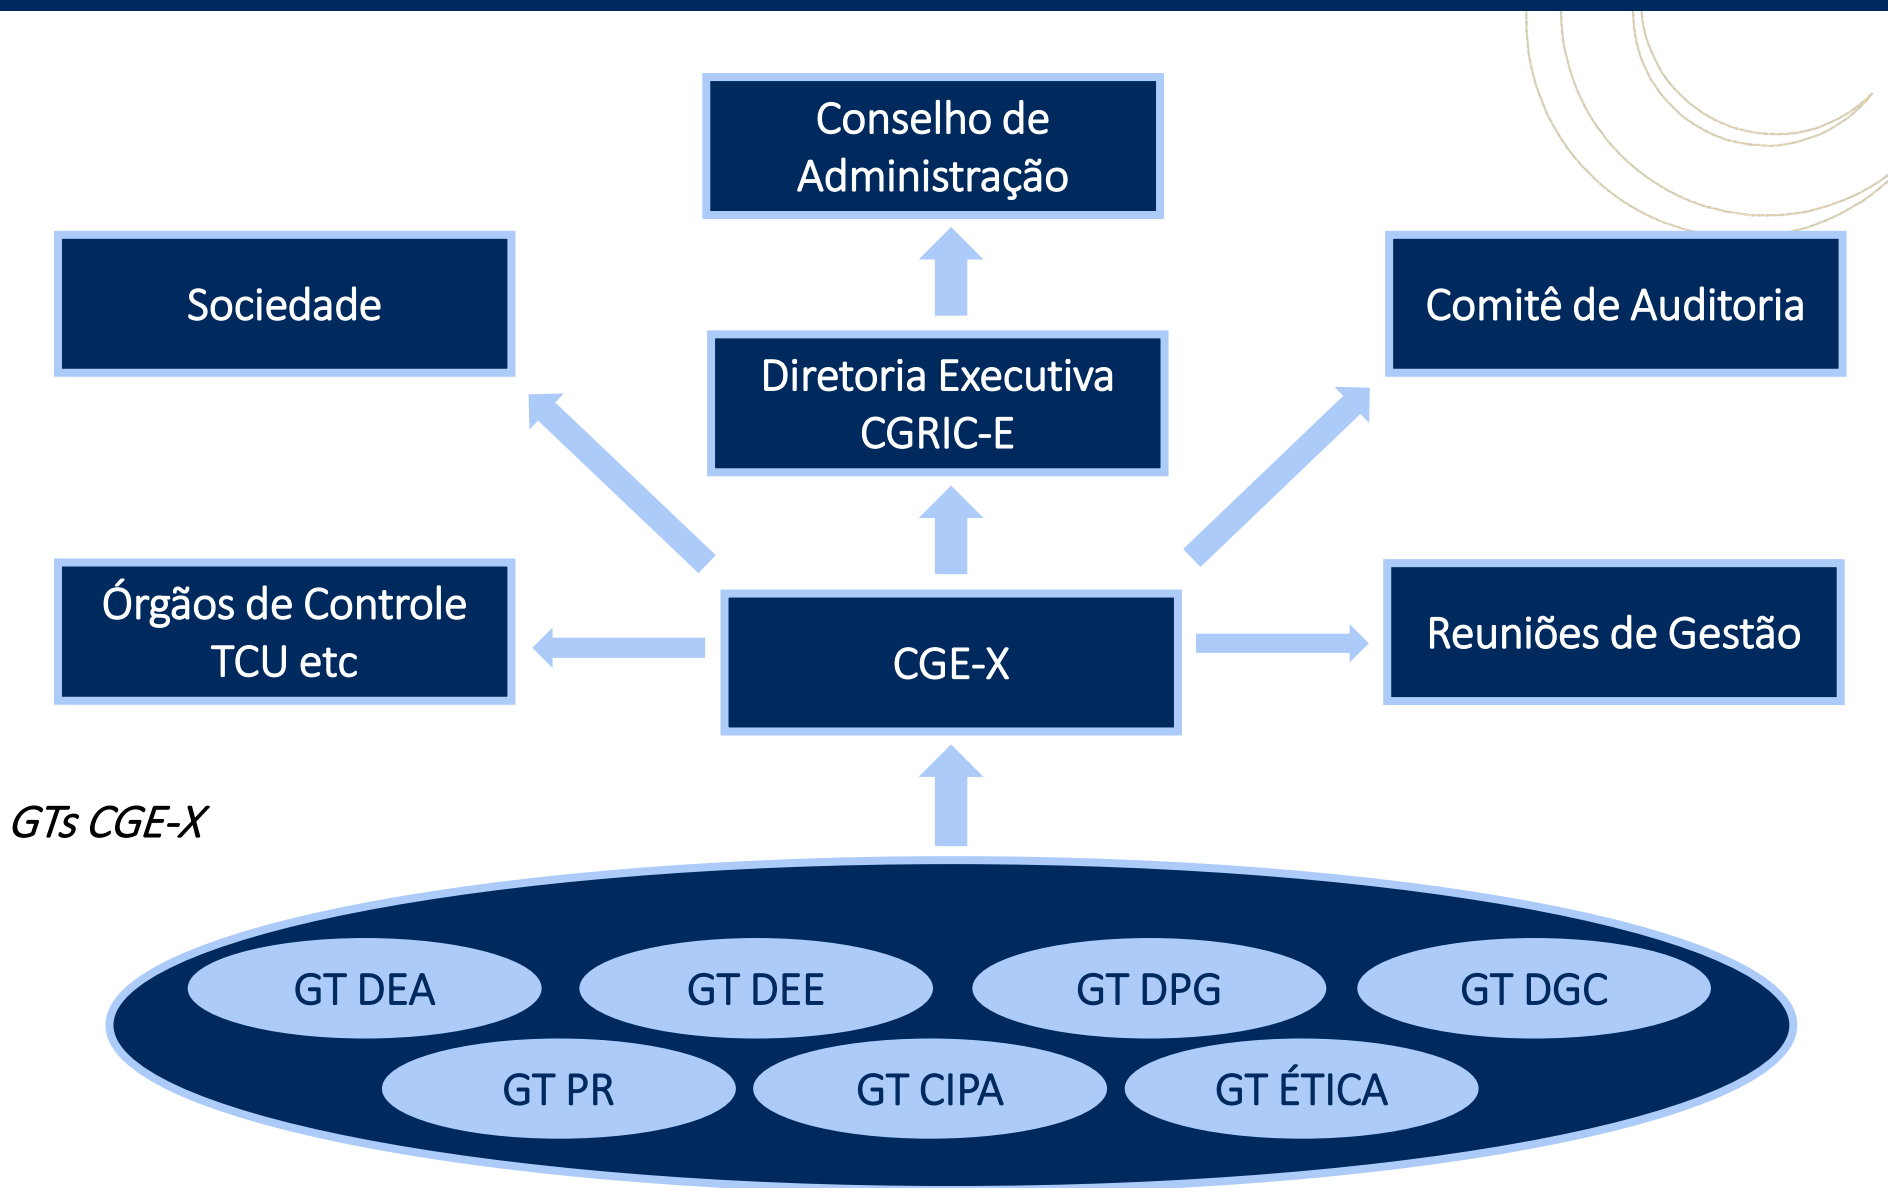 Conselho de
Administração
Sociedade
Comitê de Auditoria
Diretoria Executiva
CGRIC-E
Órgãos de Controle
TCU etc
CGE-X
Reuniões de Gestão
GTs CGE-X
GT DEA
GT DEE
GT DPG
GT DGC
GT PR
GT CIPA
GT ÉTICA